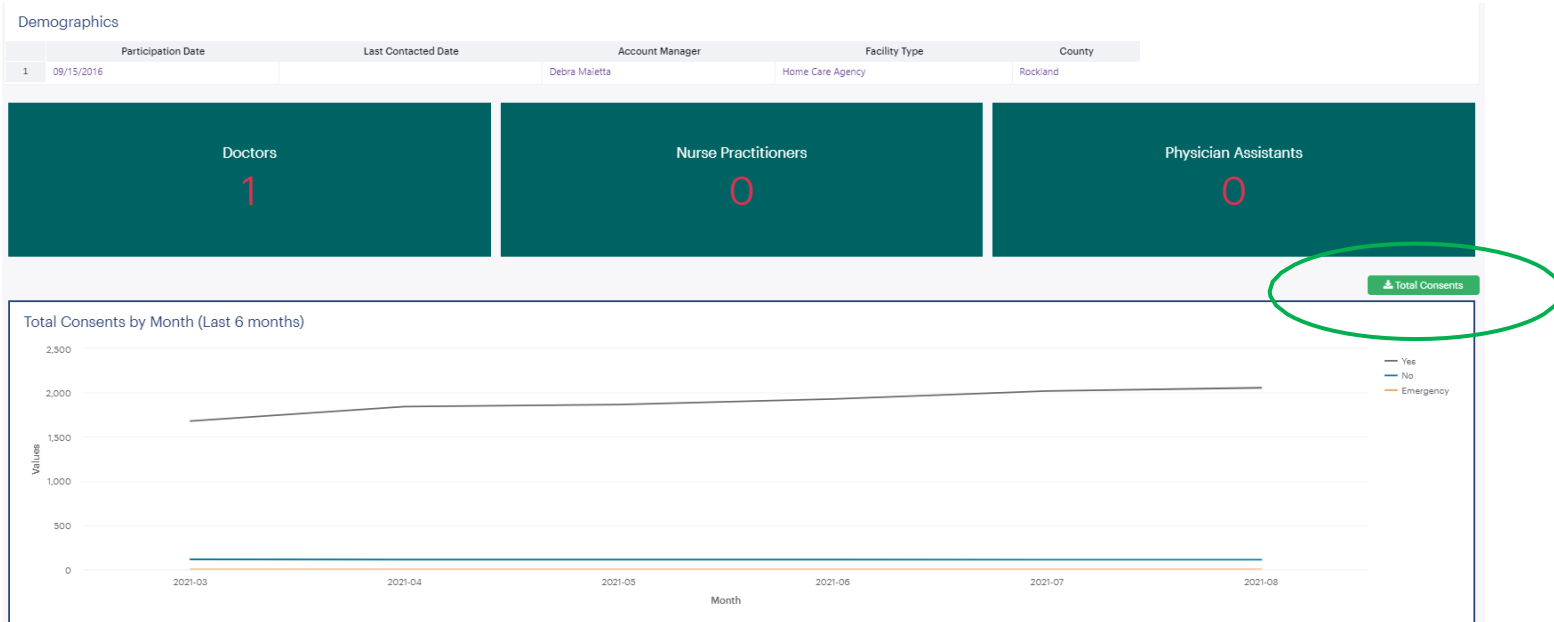 Demographics
Participation Date Last Contacted Date Account Manager Facility Type County
1 09/15/2016 Debra Maietta Home Care Agency Rockland
Doctors Nurse Practitioners Physician Assistants
1 0 0
Total Consents
Total Consents by Month (Last 6 months)
2,500
Yes
No
2,000
Emergency
1,500
Values
1,000
500
0
2021-03 2021-04 2021-05 2021-06 2021-07 2021-08
Month